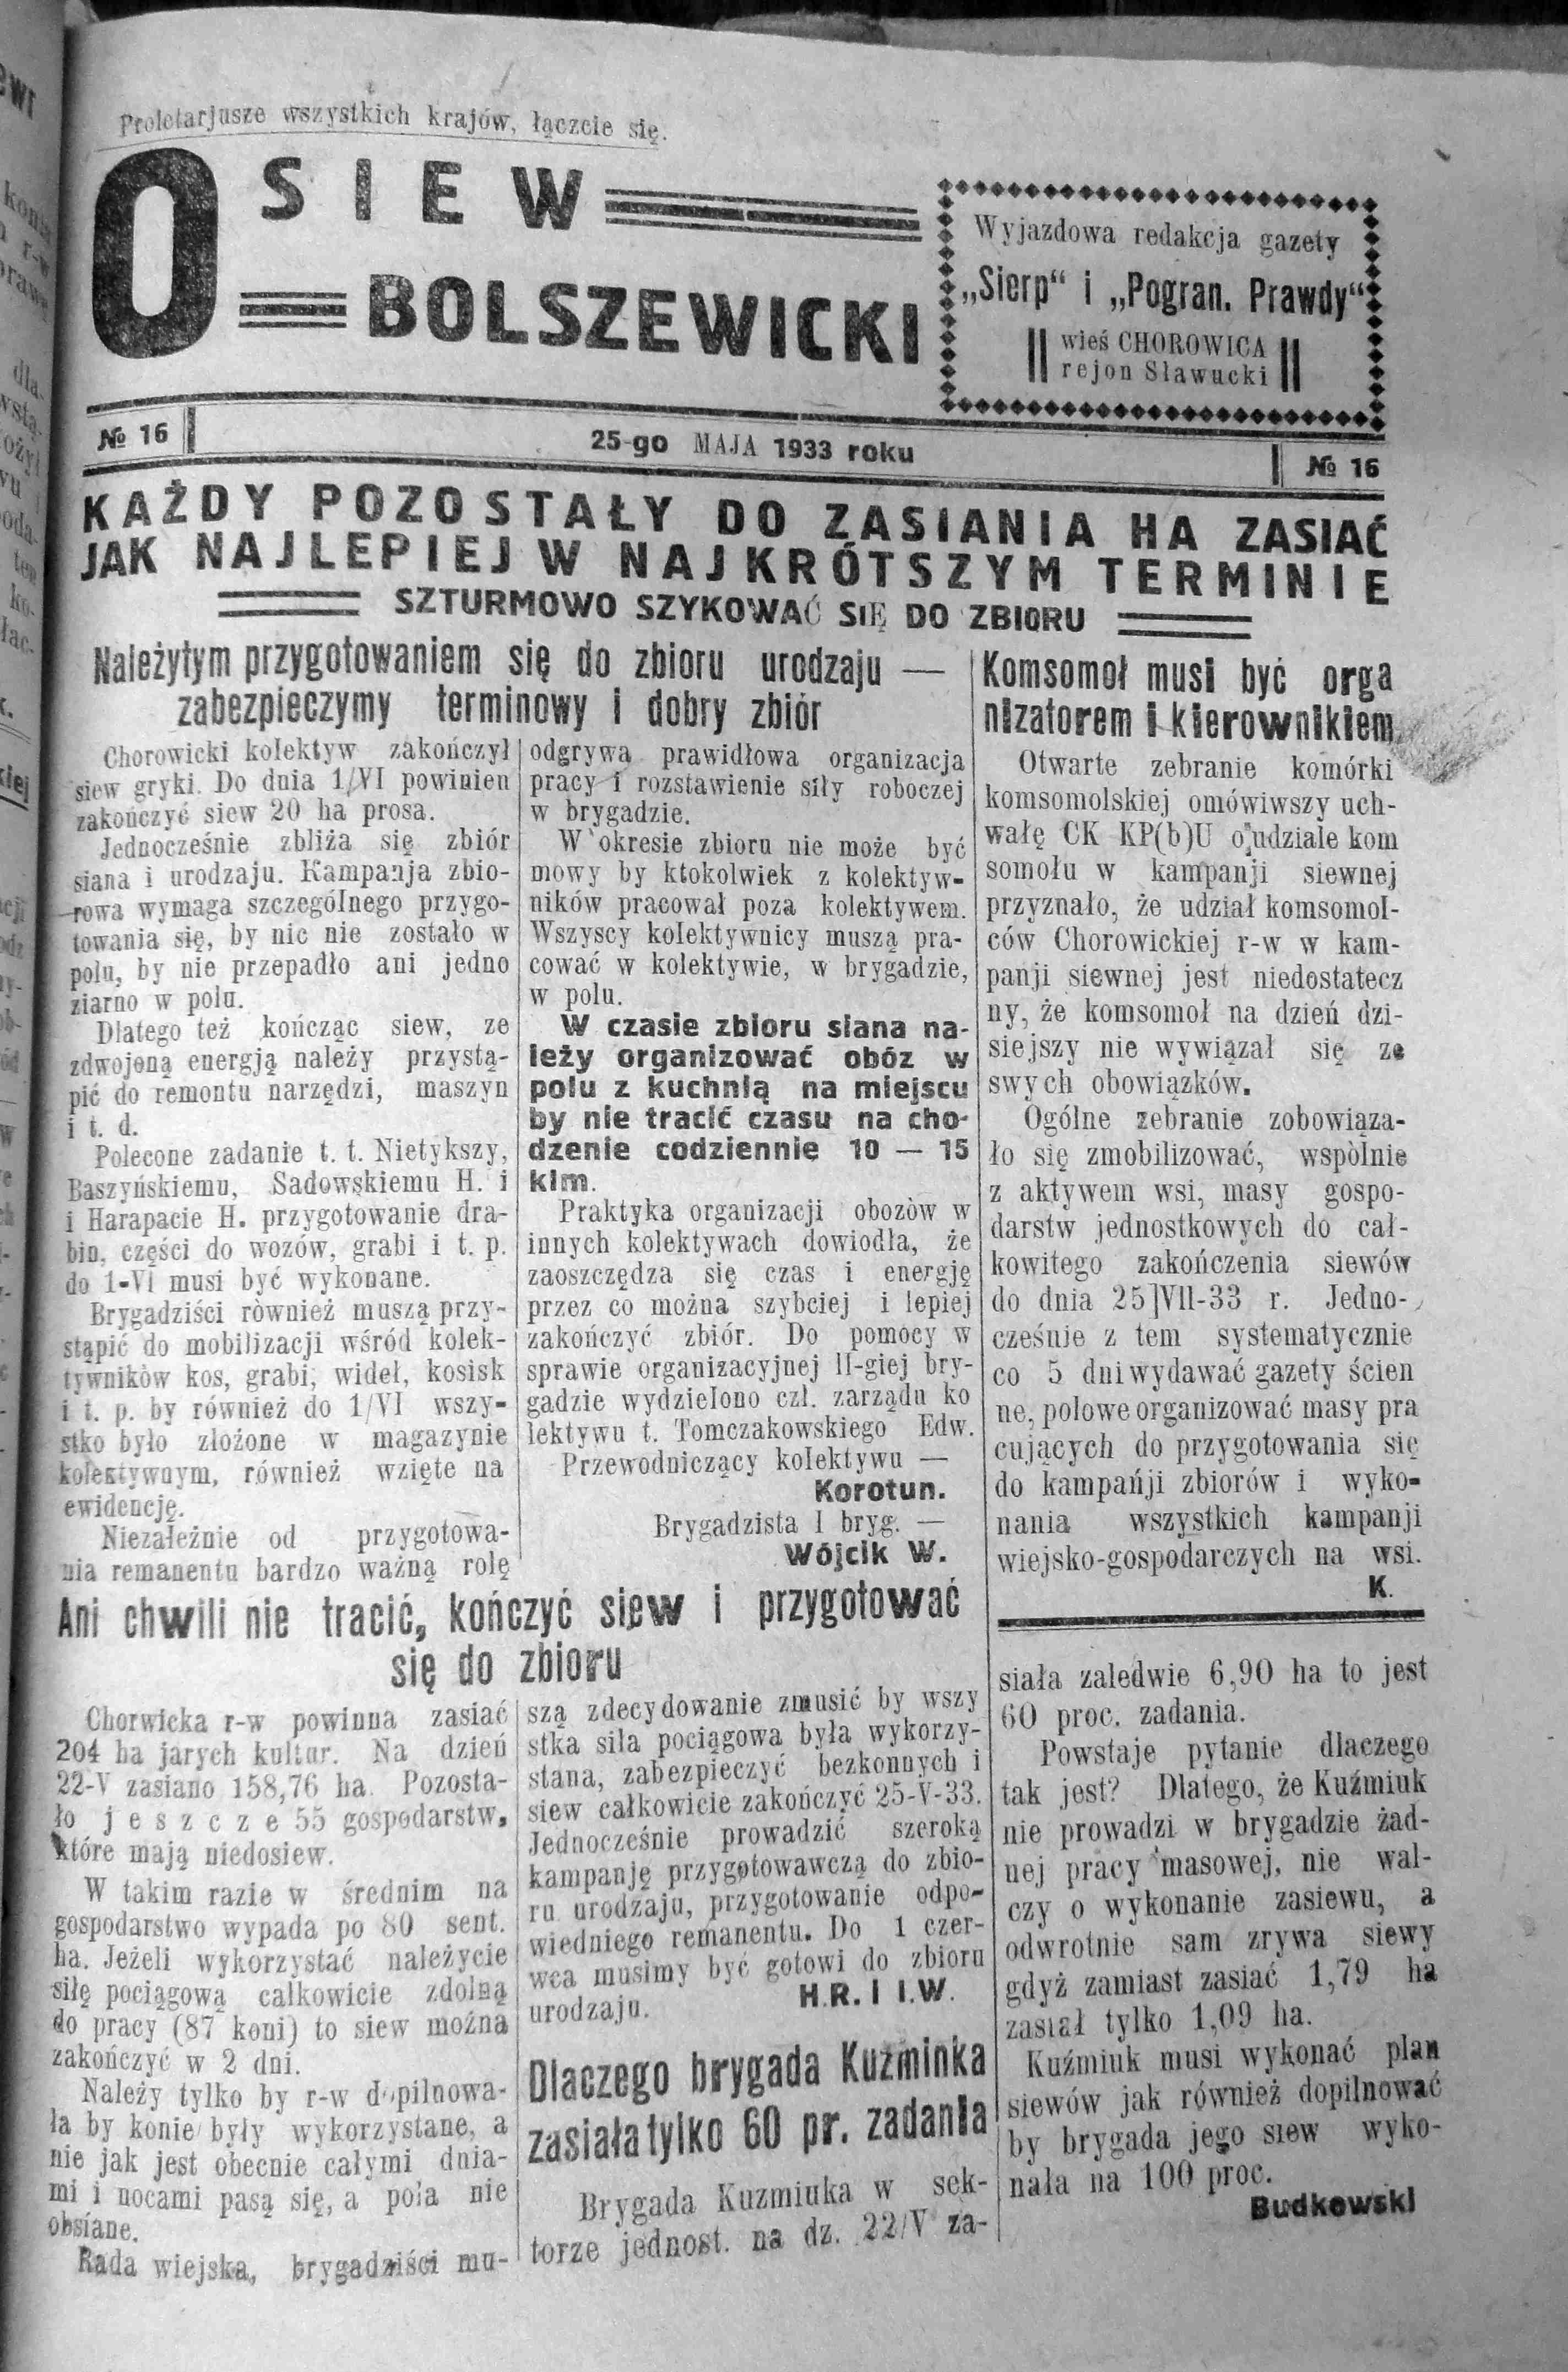 Proletarjusze wszystkich krajów, łączcie się.
OSIEW
BOLSZEWICKI
Wyjazdowa redakcja gazety
„Sierp“ i „Pogran. Prawdy“
wieś CHOROWICA
rejon Sławucki
№ 16
25-go MAJA 1933 roku
№ 16
KAŻDY POZOSTAŁY DO ZASIANIA HA ZASIAĆ
JAK NAJLEPIEJ W NAJKRÓTSZYM TERMINIE
SZTURMOWO SZYKOWAĆ SIĘ DO ZBIORU
Należytym przygotowaniem się do zbioru urodzaju —
zabezpieczymy terminowy i dobry zbiór
Chorowicki kolektyw zakończył
siew gryki. Do dnia 1/VI powinien
zakończyć siew 20 ha prosa.
Jednocześnie zbliża się zbiór
siana i urodzaju. Kampanja zbio-
rowa wymaga szczególnego przygo-
towania się, by nic nie zostało w
polu, by nie przepadło ani jedno
ziarno w polu.
Dlatego też kończąc siew, ze
zdwojoną energją należy przystą-
pić do remontu narzędzi, maszyn
i t. d.
Polecone zadanie t. t. Nietykszy,
Baszyńskiemu, Sadowskiemu H. i
i Harapacie H. przygotowanie dra-
bin, części do wozów, grabi i t. p.
do 1-VI musi być wykonane.
Brygadziści również muszą przy-
stąpić do mobilizacji wśród kolek-
tywników kos, grabi, wideł, kosisk
i t. p. by również do 1/VI wszy-
stko było złożone w magazynie
kolektywnym, również wzięte na
ewidencję.
Niezależnie od przygotowa-
nia remanentu bardzo ważną rolę
odgrywa prawidłowa organizacja
pracy i rozstawienie siły roboczej
w brygadzie.
W okresie zbioru nie może być
mowy by ktokolwiek z kolektyw-
ników pracował poza kolektywem.
Wszyscy kolektywnicy muszą pra-
cować w kolektywie, w brygadzie,
w polu.
W czasie zbioru siana na-
leży organizować obóz w
polu z kuchnią na miejscu
by nie tracić czasu na cho-
dzenie codziennie 10 — 15
klm.
Praktyka organizacji obozòw w
innych kolektywach dowiodła, że
zaoszczędza się czas i energję
przez co można szybciej i lepiej
zakończyć zbiór. Do pomocy w
sprawie organizacyjnej II-giej bry-
gadzie wydzielono czł. zarządu ko
lektywu t. Tomczakowskiego Edw.
Przewodniczący kolektywu —
Korotun.
Brygadzista I bryg. —
Wójcik W.
Komsomoł musi być orga
nizatorem i kierownikiem
Otwarte zebranie komórki
komsomolskiej omówiwszy uch-
wałę CK KP(b)U o udziale kom
somołu w kampanji siewnej
przyznało, że udział komsomol-
ców Chorowickiej r-w w kam-
panji siewnej jest niedostatecz
ny, że komsomoł na dzień dzi-
siejszy nie wywiązał się ze
swych obowiązków.
Ogólne zebranie zobowiąza-
ło się zmobilizować, wspòlnie
z aktywem wsi, masy gospo-
darstw jednostkowych do cał-
kowitego zakończenia siewów
do dnia 25]VII-33 r. Jedno-
cześnie z tem systematycznie
co 5 dni wydawać gazety ścien
ne, polowe organizować masy pra
cujących do przygotowania się
do kampańji zbiorów i wyko-
nania wszystkich kampanji
wiejsko-gospodarczych na wsi.
K.
Ani chwili nie tracić, kończyć siew i przygotować
się do zbioru
Chorwicka r-w powinna zasiać
204 ha jarych kultur. Na dzień
22-V zasiano 158,76 ha. Pozosta-
ło jeszcze 55 gospodarstw,
które mają niedosiew.
W takim razie w średnim na
gospodarstwo wypada po 80 sent.
ha. Jeżeli wykorzystać należycie
siłę pociągową całkowicie zdolną
do pracy (87 koni) to siew można
zakończyć w 2 dni.
Należy tylko by r-w dopilnowa-
ła by konie były wykorzystane, a
nie jak jest obecnie całymi dnia-
mi i nocami pasą się, a pola nie
obsiane.
Rada wiejska, brygadziści mu-
szą zdecydowanie zmusić by wszy
stka siła pociągowa była wykorzy-
stana, zabezpieczyć bezkonnych i
siew całkowicie zakończyć 25-V-33.
Jednocześnie prowadzić szeroką
kampanję przygotowawczą do zbio-
ru urodzaju, przygotowanie odpo-
wiedniego remanentu. Do 1 czer-
wca musimy być gotowi do zbioru
urodzaju.
H.R. I I.W.
Dlaczego brygada Kuzminka
zasiała tylko 60 pr. zadania
Brygada Kuzmiuka w sek-
torze jednost. na dz. 22/V za-
siała zaledwie 6,90 ha to jest
60 proc. zadania.
Powstaje pytanie dlaczego
tak jest? Dlatego, że Kuźmiuk
nie prowadzi w brygadzie żad-
nej pracy masowej, nie wal-
czy o wykonanie zasiewu, a
odwrotnie sam zrywa siewy
gdyż zamiast zasiać 1,79 ha
zasiał tylko 1,09 ha.
Kuźmiuk musi wykonać plan
siewów jak również dopilnować
by brygada jego siew wyko-
nała na 100 proc.
Budkowski